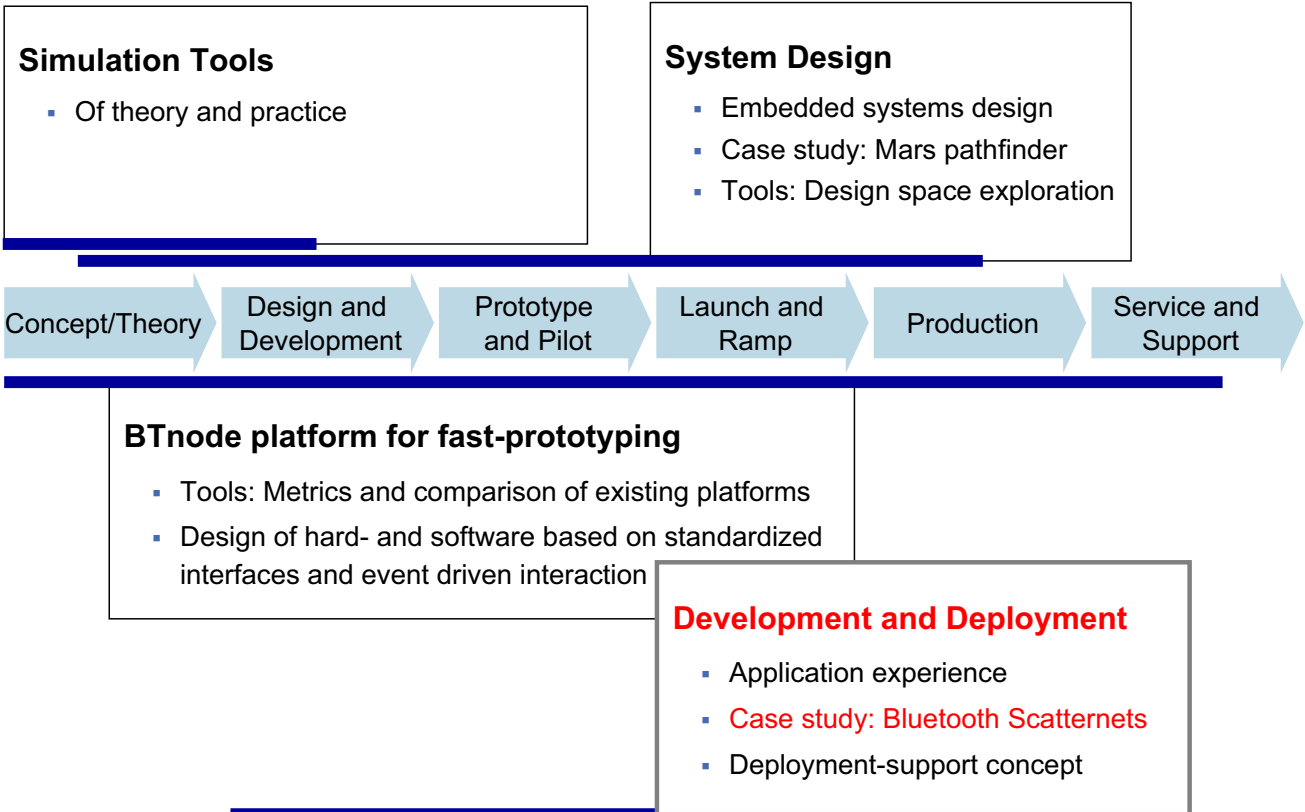 Simulation Tools
Of theory and practice
System Design
Embedded systems design
Case study: Mars pathfinder
Tools: Design space exploration
Concept/Theory
Design and
Development
Prototype
and Pilot
Launch and
Ramp
Production
Service and
Support
BTnode platform for fast-prototyping
Tools: Metrics and comparison of existing platforms
Design of hard- and software based on standardized
interfaces and event driven interaction
Development and Deployment
Application experience
Case study: Bluetooth Scatternets
Deployment-support concept